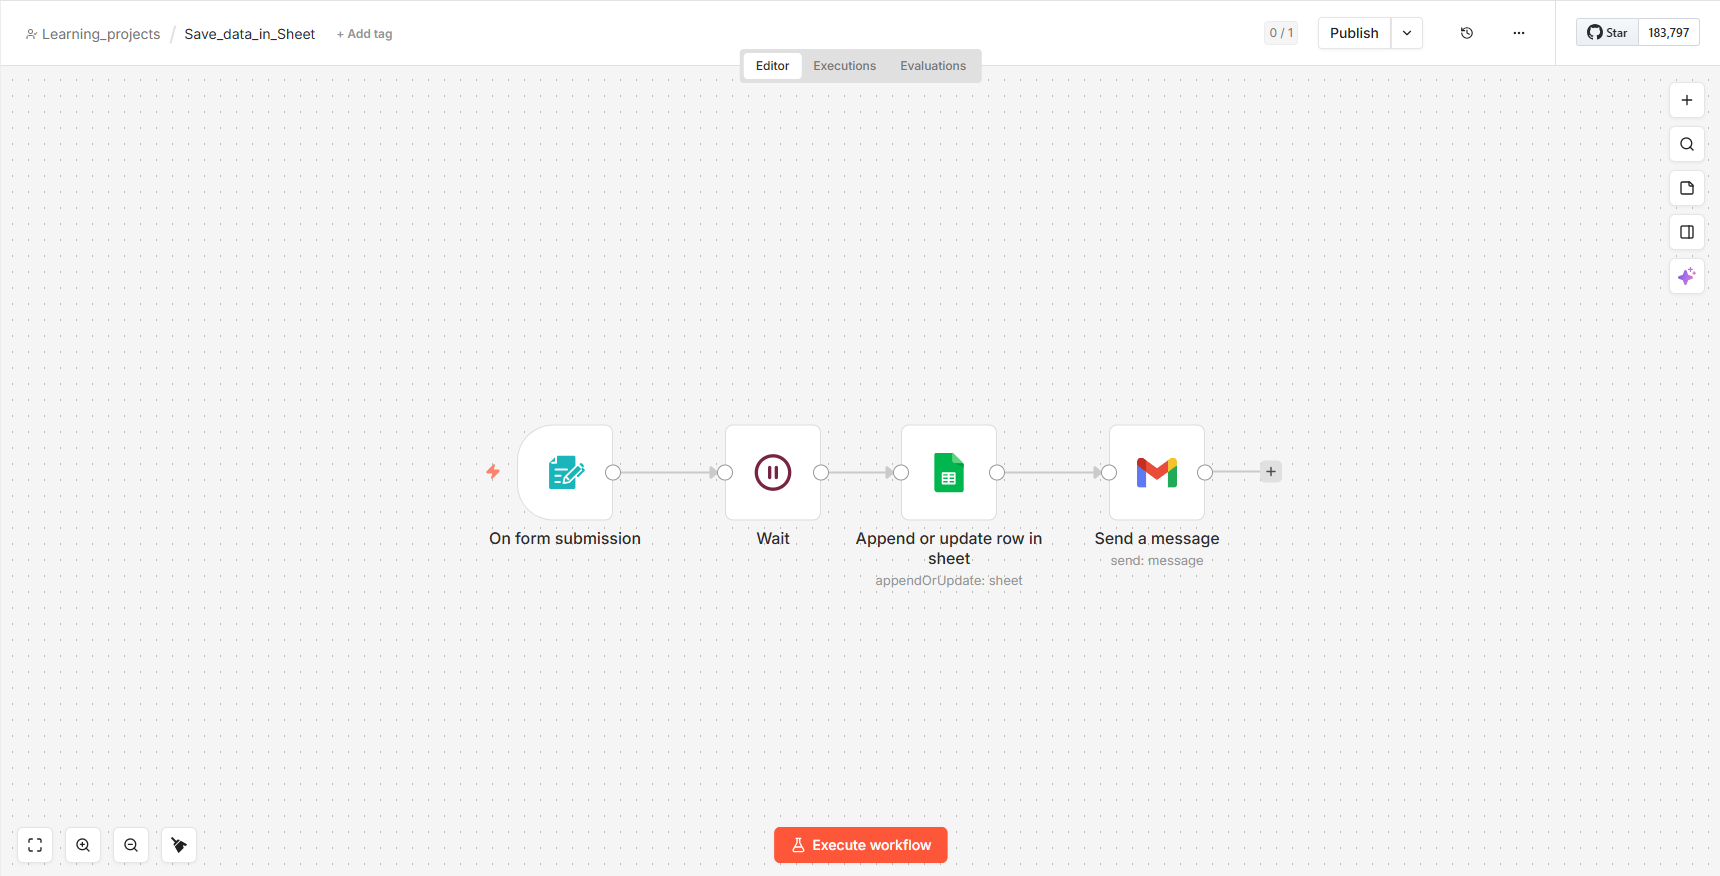 Learning_projects / Save_data_in_Sheet + Add tag
0 / 1
Publish
Star 183,797
Editor Executions Evaluations
On form submission
Wait
Append or update row in
sheet
appendOrUpdate: sheet
Send a message
send: message
Execute workflow